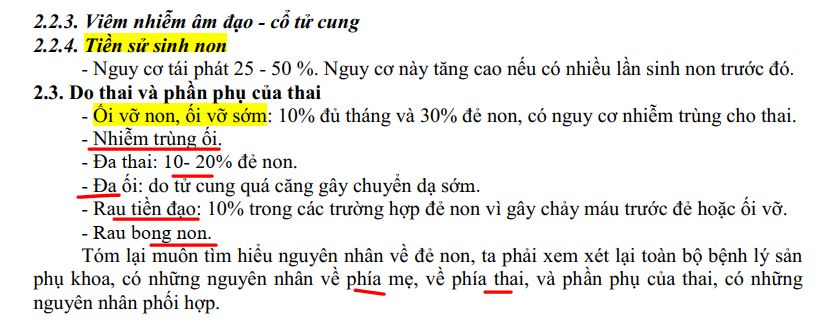 2.2.3. Viêm nhiễm âm đạo - cổ tử cung
2.2.4. Tiền sử sinh non
- Nguy cơ tái phát 25 - 50 %. Nguy cơ này tăng cao nếu có nhiều lần sinh non trước đó.
2.3. Do thai và phần phụ của thai
- Ối vỡ non, ối vỡ sớm: 10% đủ tháng và 30% đẻ non, có nguy cơ nhiễm trùng cho thai.
- Nhiễm trùng ối.
- Đa thai: 10- 20% đẻ non.
- Đa ối: do tử cung quá căng gây chuyển dạ sớm.
- Rau tiền đạo: 10% trong các trường hợp đẻ non vì gây chảy máu trước đẻ hoặc ối vỡ.
- Rau bong non.
Tóm lại muôn tìm hiểu nguyên nhân về đẻ non, ta phải xem xét lại toàn bộ bệnh lý sản
phụ khoa, có những nguyên nhân về phía mẹ, về phía thai, và phần phụ của thai, có những
nguyên nhân phối hợp.